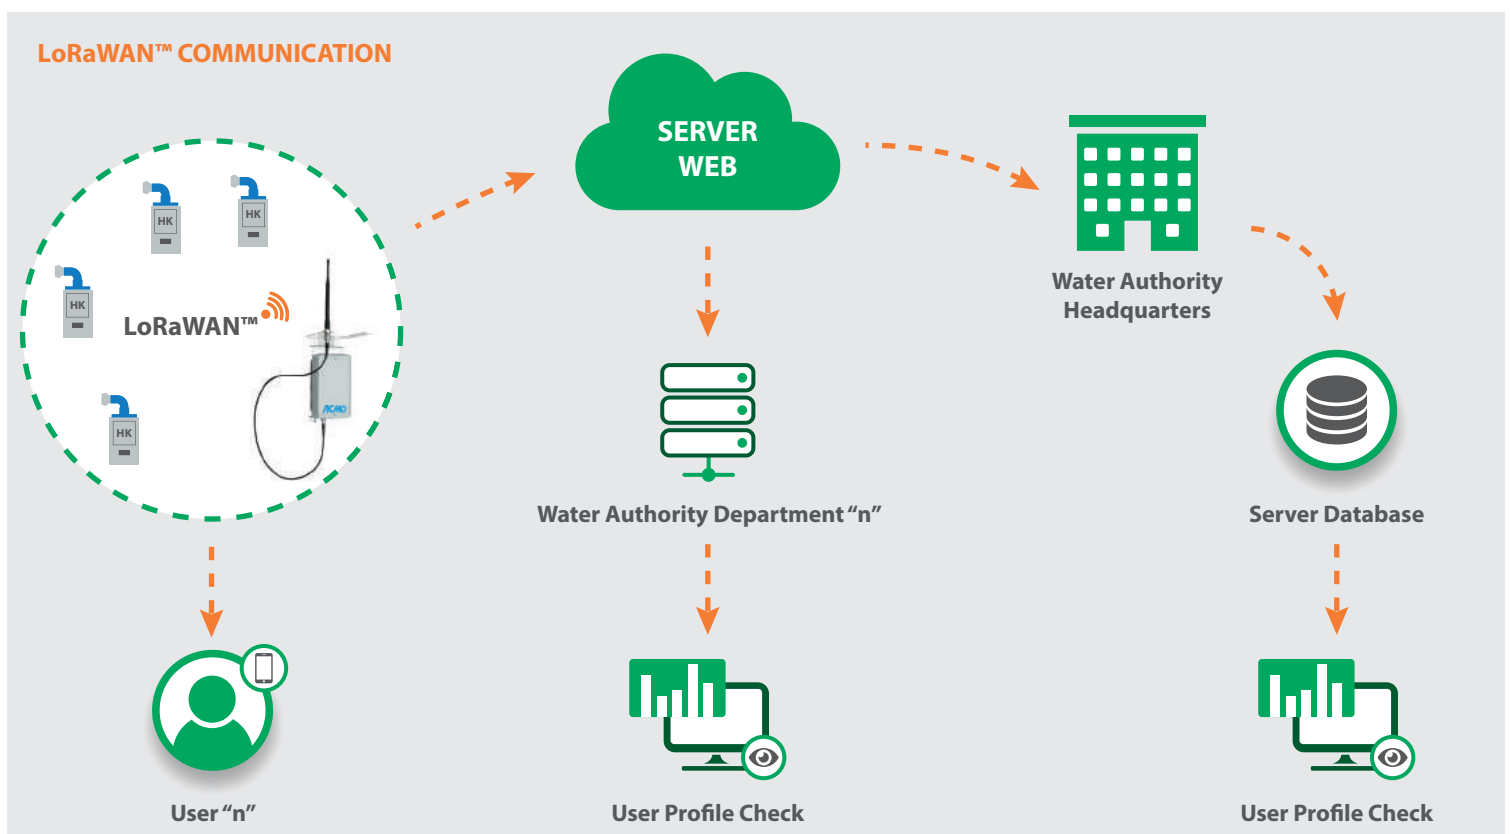 LoRaWAN™ COMMUNICATION
SERVER
WEB
HK
HK
HK
LoRaWAN™
HK
ACMO
Water Authority
Headquarters
Water Authority Department “n”
Server Database
User “n”
User Profile Check
User Profile Check